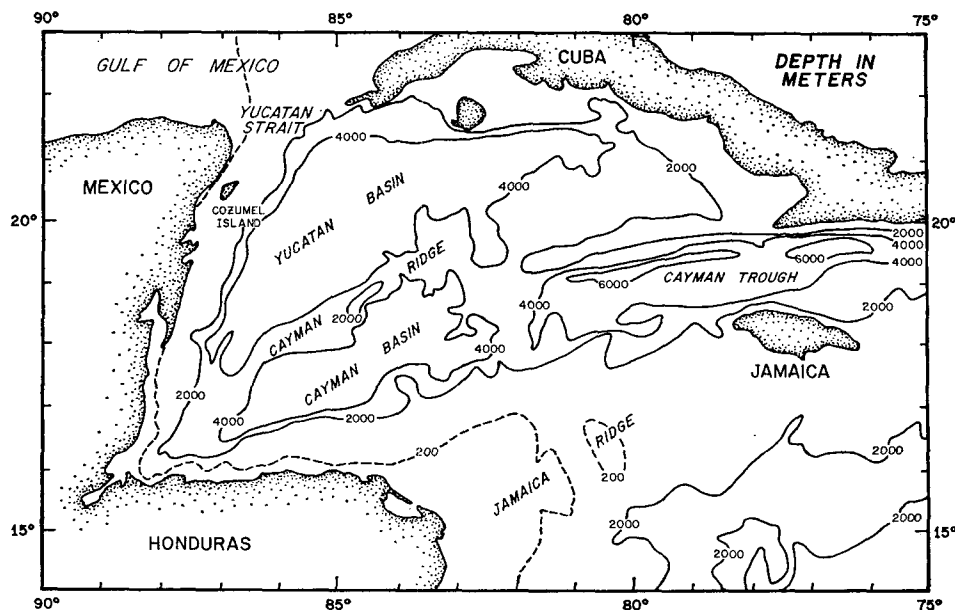 90°
85°
80°
75°
GULF OF MEXICO
CUBA
DEPTH IN
METERS
YUCATAN
STRAIT
4000
MEXICO
COZUMEL
ISLAND
YUCATAN BASIN
4000
2000
20°
20°
2000
4000
6000
6000
CAYMAN TROUGH
4000
CAYMAN RIDGE
2000
4000
2000
CAYMAN BASIN
4000
JAMAICA
2000
4000
2000
200
JAMAICA RIDGE
200
2000
2000
2000
2000
15°
15°
HONDURAS
90°
85°
80°
75°